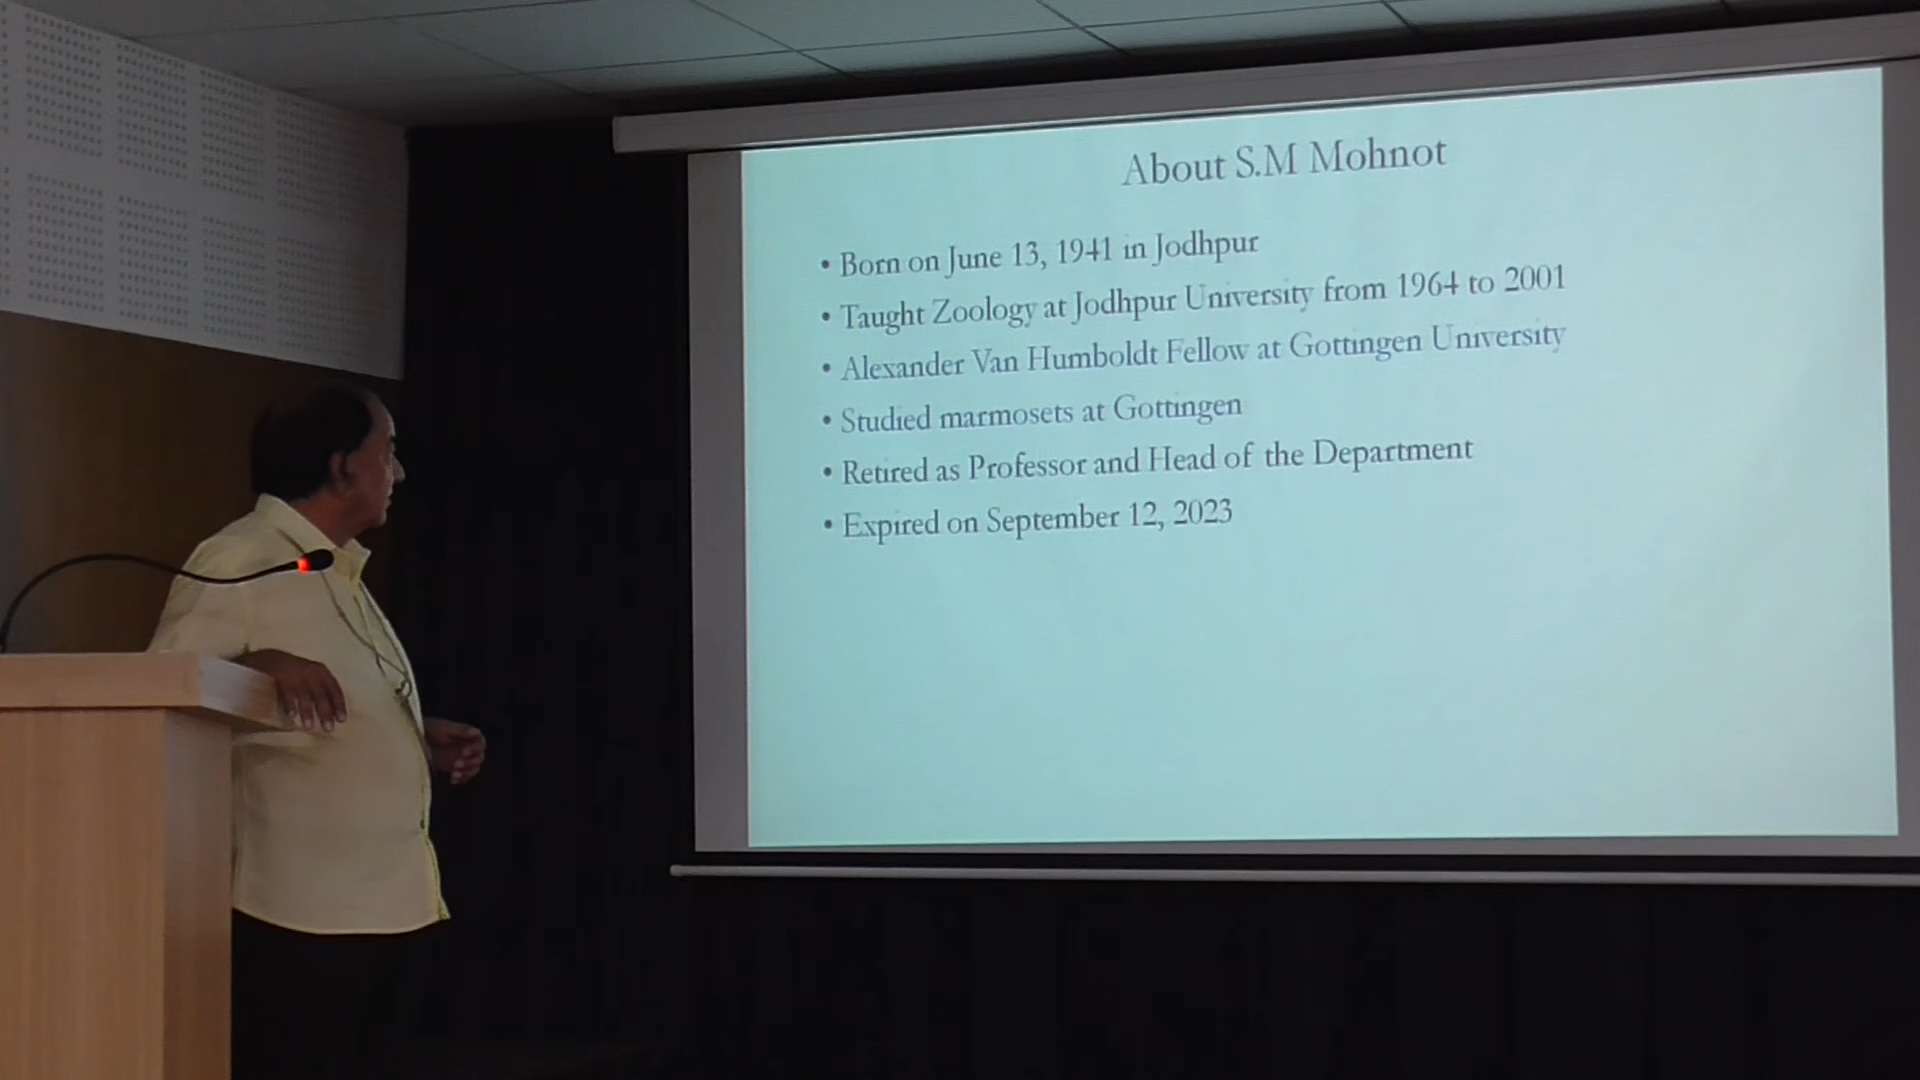 About S.M Mohnot
• Born on June 13, 1941 in Jodhpur
• Taught Zoology at Jodhpur University from 1964 to 2001
• Alexander Van Humboldt Fellow at Gottingen University
• Studied marmosets at Gottingen
• Retired as Professor and Head of the Department
• Expired on September 12, 2023